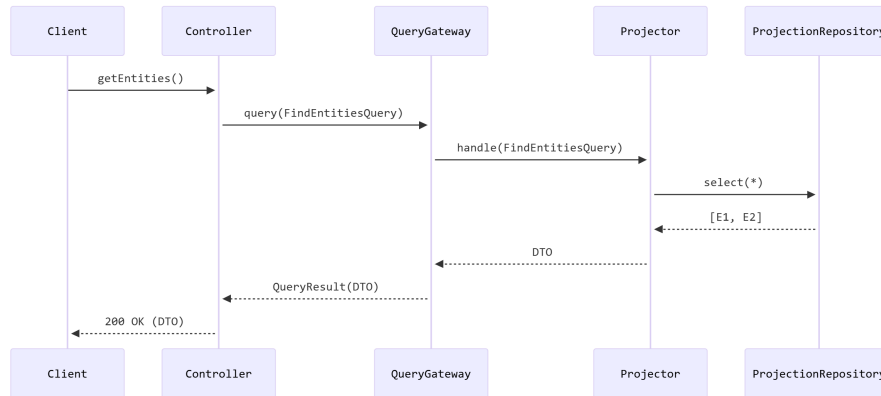 Client
Controller
QueryGateway
Projector
ProjectionRepository
getEntities()
query(FindEntitiesQuery)
handle(FindEntitiesQuery)
select(*)
[E1, E2]
DTO
QueryResult(DTO)
200 OK (DTO)
Client
Controller
QueryGateway
Projector
ProjectionRepository